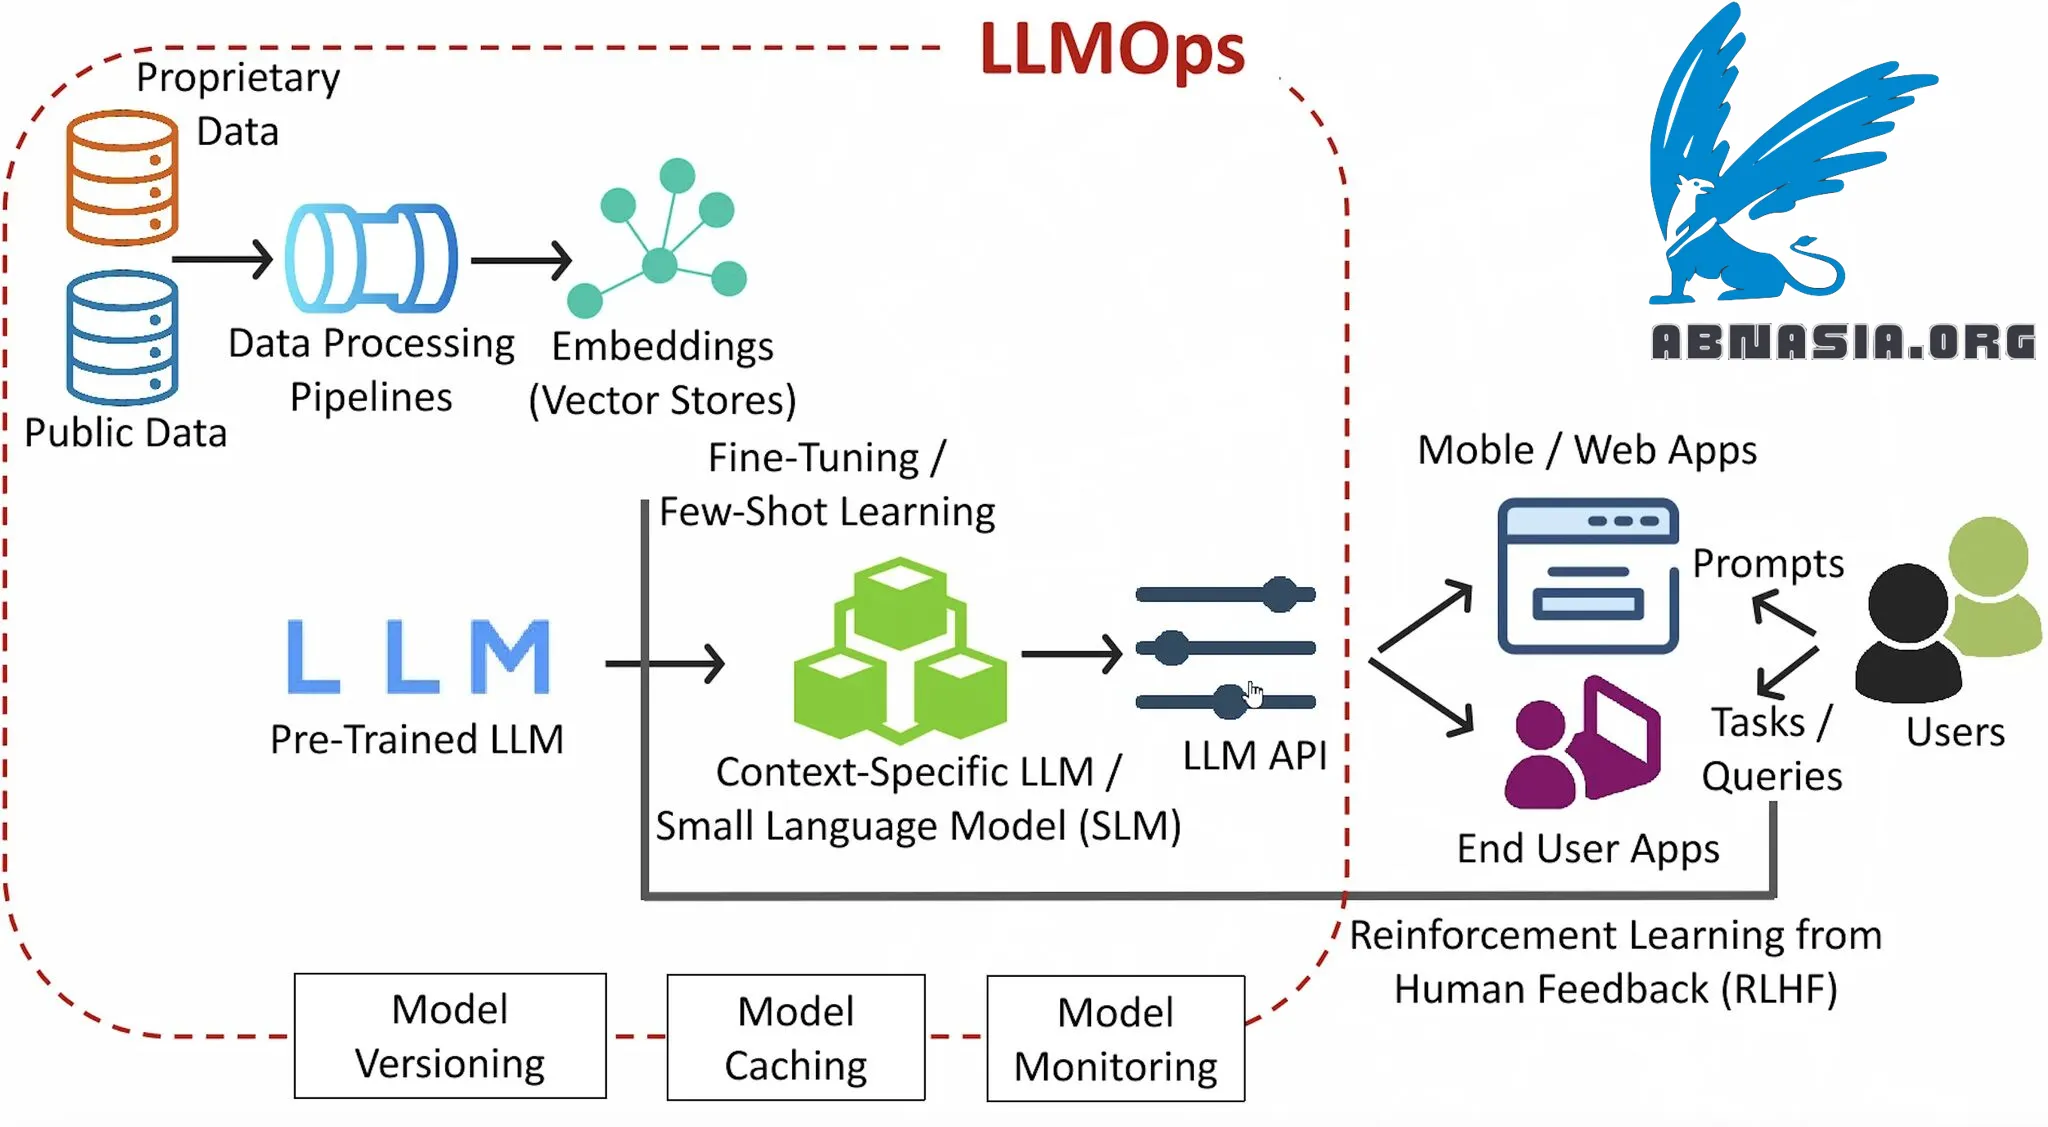 LLMOps
Proprietary
Data
Public Data
Data Processing
Pipelines
Embeddings
(Vector Stores)
ABNASIA.ORG
Fine-Tuning /
Few-Shot Learning
LLM
Pre-Trained LLM
Context-Specific LLM /
Small Language Model (SLM)
LLM API
Moble / Web Apps
Prompts
Tasks /
Queries
Users
End User Apps
Reinforcement Learning from
Human Feedback (RLHF)
Model
Versioning
Model
Caching
Model
Monitoring